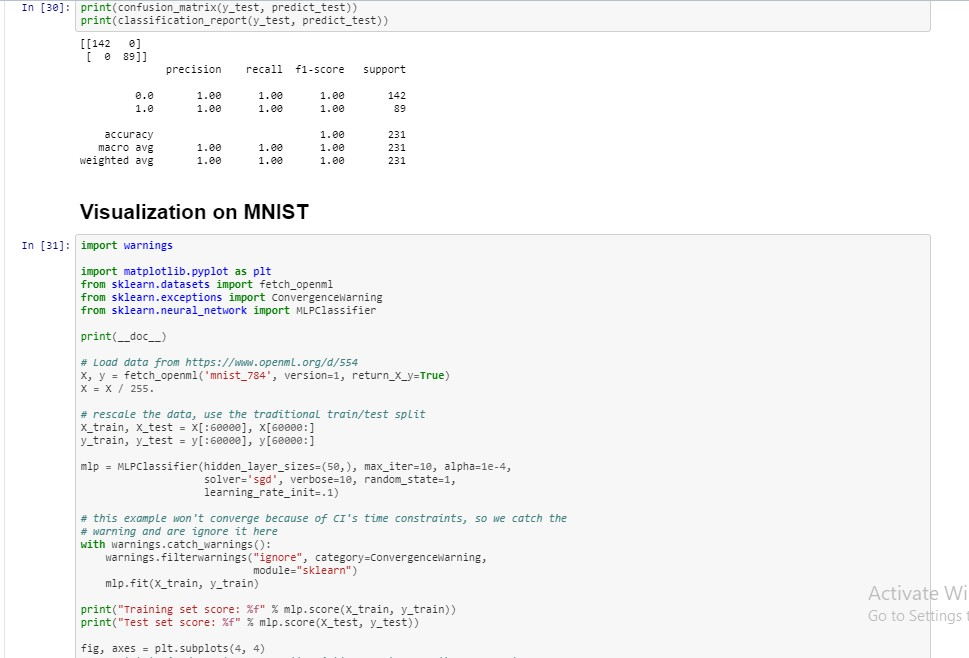 In [30]: print(confusion_matrix(y_test, predict_test))
print(classification_report(y_test, predict_test))
[[142   0]
 [  0  89]]
              precision    recall  f1-score   support
         0.0       1.00      1.00      1.00       142
         1.0       1.00      1.00      1.00        89
    accuracy                           1.00       231
   macro avg       1.00      1.00      1.00       231
weighted avg       1.00      1.00      1.00       231
Visualization on MNIST
In [31]: import warnings
import matplotlib.pyplot as plt
from sklearn.datasets import fetch_openml
from sklearn.exceptions import ConvergenceWarning
from sklearn.neural_network import MLPClassifier
print(__doc__)
# Load data from https://www.openml.org/d/554
X, y = fetch_openml('mnist_784', version=1, return_X_y=True)
X = X / 255.
# rescale the data, use the traditional train/test split
X_train, X_test = X[:60000], X[60000:]
y_train, y_test = y[:60000], y[60000:]
mlp = MLPClassifier(hidden_layer_sizes=(50,), max_iter=10, alpha=1e-4,
                    solver='sgd', verbose=10, random_state=1,
                    learning_rate_init=.1)
# this example won't converge because of CI's time constraints, so we catch the
# warning and are ignore it here
with warnings.catch_warnings():
    warnings.filterwarnings("ignore", category=ConvergenceWarning,
                            module="sklearn")
    mlp.fit(X_train, y_train)
print("Training set score: %f" % mlp.score(X_train, y_train))
print("Test set score: %f" % mlp.score(X_test, y_test))
fig, axes = plt.subplots(4, 4)
Activate Wi
Go to Settings t